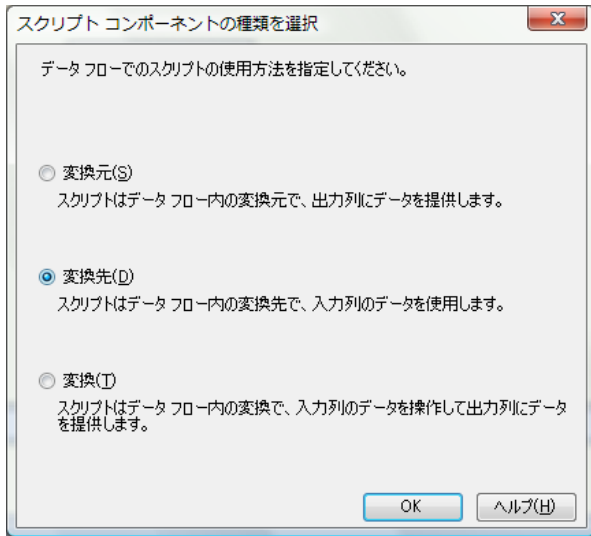 スクリプト コンポーネントの種類を選択
データ フローでのスクリプトの使用方法を指定してください。
変換元(S)
スクリプトはデータ フロー内の変換元で、出力列にデータを提供します。
変換先(D)
スクリプトはデータ フロー内の変換先で、入力列のデータを使用します。
変換(T)
スクリプトはデータ フロー内の変換で、入力列のデータを操作して出力列にデータ
を提供します。
OK
ヘルプ(H)